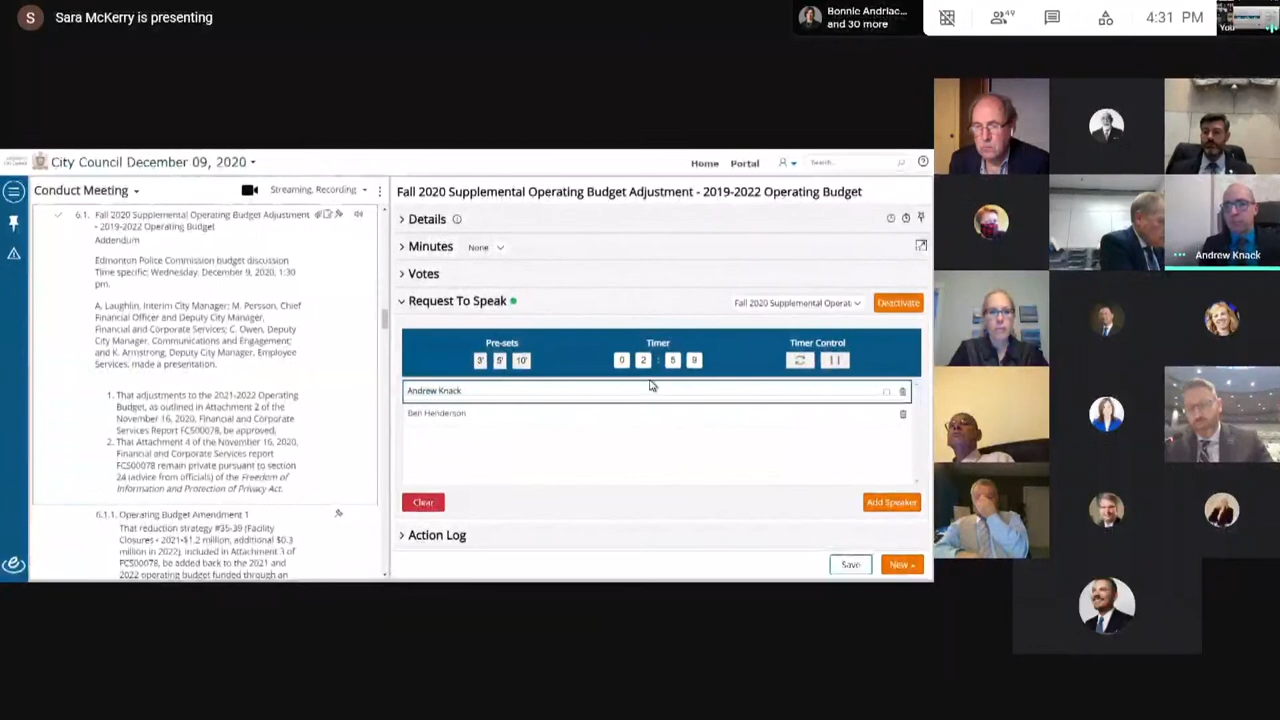 S
Sara McKerry is presenting
Bonnie Andriac...
and 30 more
49
4:31 PM
You
City Council December 09, 2020
Home
Portal
Search...
Conduct Meeting
Streaming, Recording
6.1. Fall 2020 Supplemental Operating Budget Adjustment
- 2019-2022 Operating Budget
Addendum
Edmonton Police Commission budget discussion
Time specific: Wednesday, December 9, 2020, 1:30
pm.
A. Laughlin, Interim City Manager; M. Persson, Chief
Financial Officer and Deputy City Manager,
Financial and Corporate Services; C. Owen, Deputy
City Manager, Communications and Engagement;
and K. Armstrong, Deputy City Manager, Employee
Services, made a presentation.
1. That adjustments to the 2021-2022 Operating
Budget, as outlined in Attachment 2 of the
November 16, 2020, Financial and Corporate
Services Report FCS00078, be approved.
2. That Attachment 4 of the November 16, 2020,
Financial and Corporate Services report
FCS00078 remain private pursuant to section
24 (advice from officials) of the Freedom of
Information and Protection of Privacy Act.
6.1.1. Operating Budget Amendment 1
That reduction strategy #35-39 (Facility
Closures - 2021-$1.2 million, additional $0.3
million in 2022), included in Attachment 3 of
FCS00078, be added back to the 2021 and
2022 operating budget funded through an
Fall 2020 Supplemental Operating Budget Adjustment - 2019-2022 Operating Budget
Details
Minutes
None
Votes
Request To Speak
Fall 2020 Supplemental Operat
Deactivate
Pre-sets
Timer
Timer Control
3'
5'
10'
0
2
:
5
9
Andrew Knack
Ben Henderson
Clear
Add Speaker
Action Log
Save
New
Andrew Knack